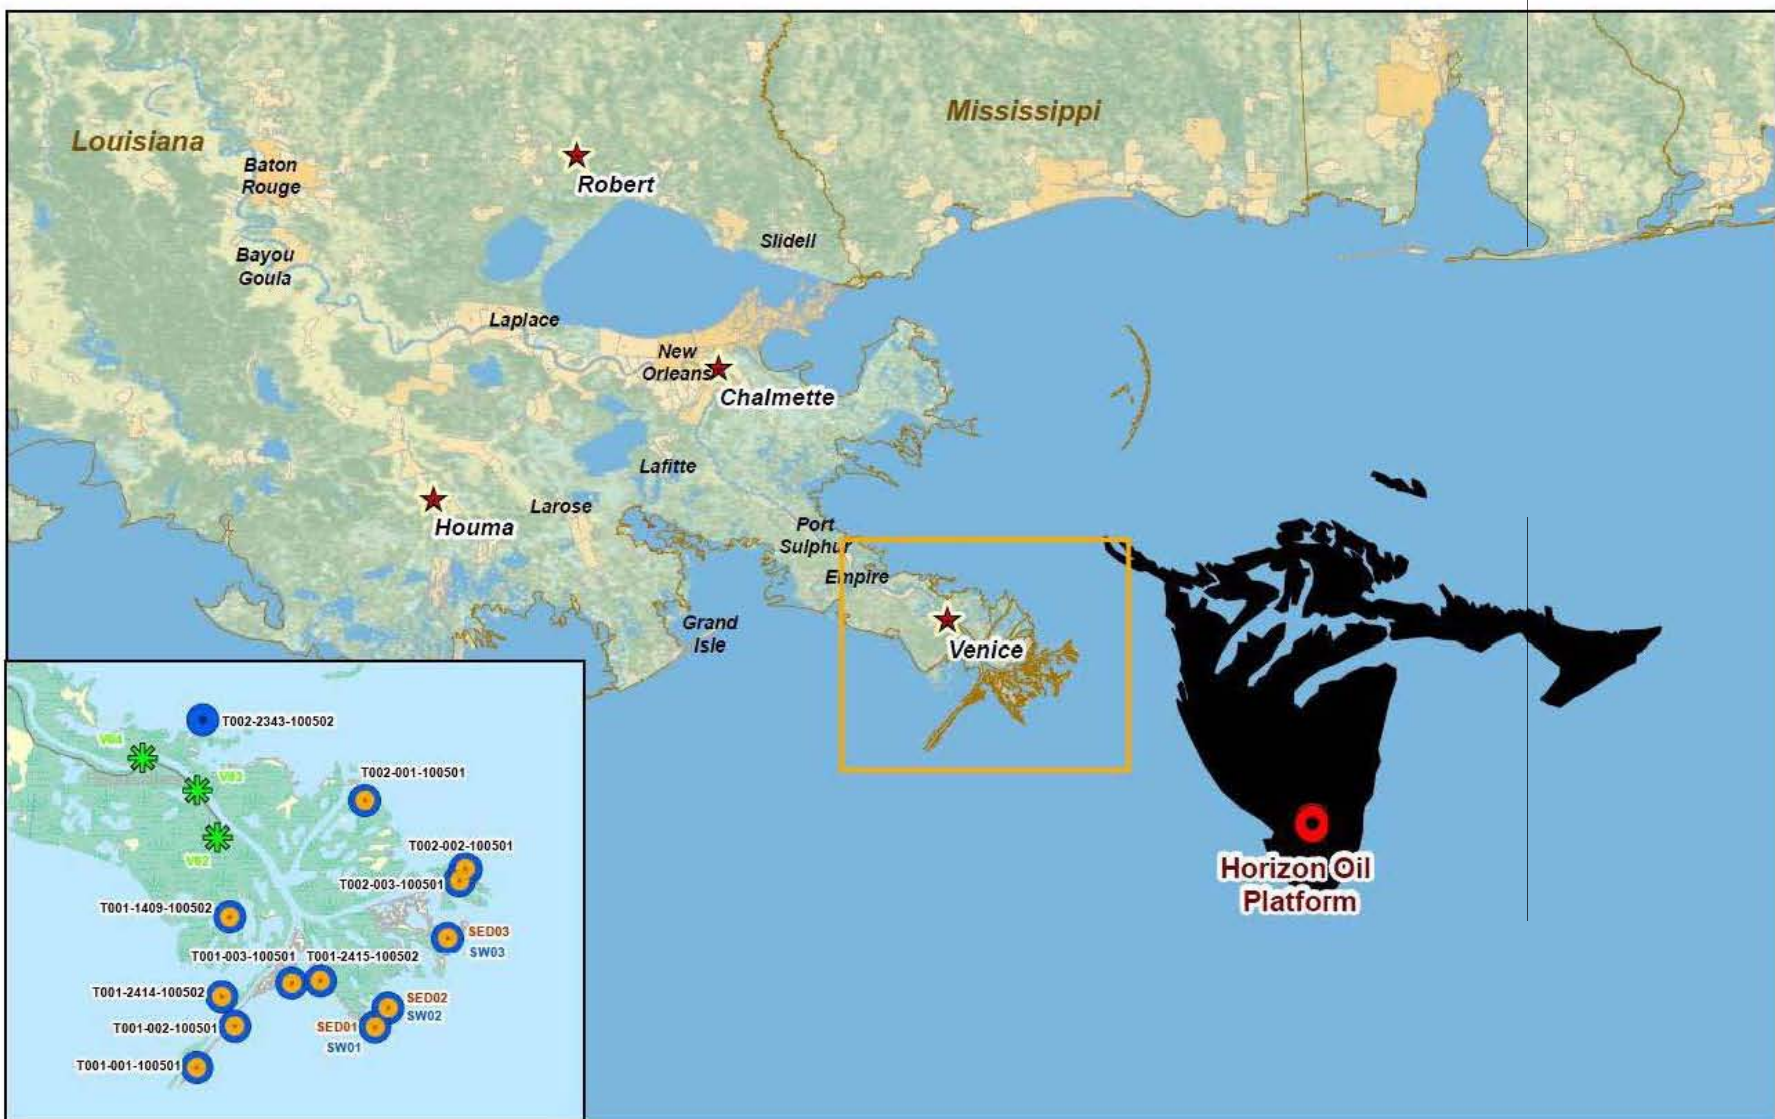 Louisiana
Mississippi
Baton
Rouge
Robert
Slidell
Bayou
Goula
Laplace
New
Orleans
Chalmette
Lafitte
Larose
Houma
Port
Sulphur
Empire
Grand
Isle
Venice
Horizon Oil
Platform
T002-2343-100502
V04
V03
T002-001-100501
V02
T002-002-100501
T002-003-100501
T001-1409-100502
SED03
SW03
T001-003-100501
T001-2415-100502
T001-2414-100502
SED02
SW02
T001-002-100501
SED01
SW01
T001-001-100501